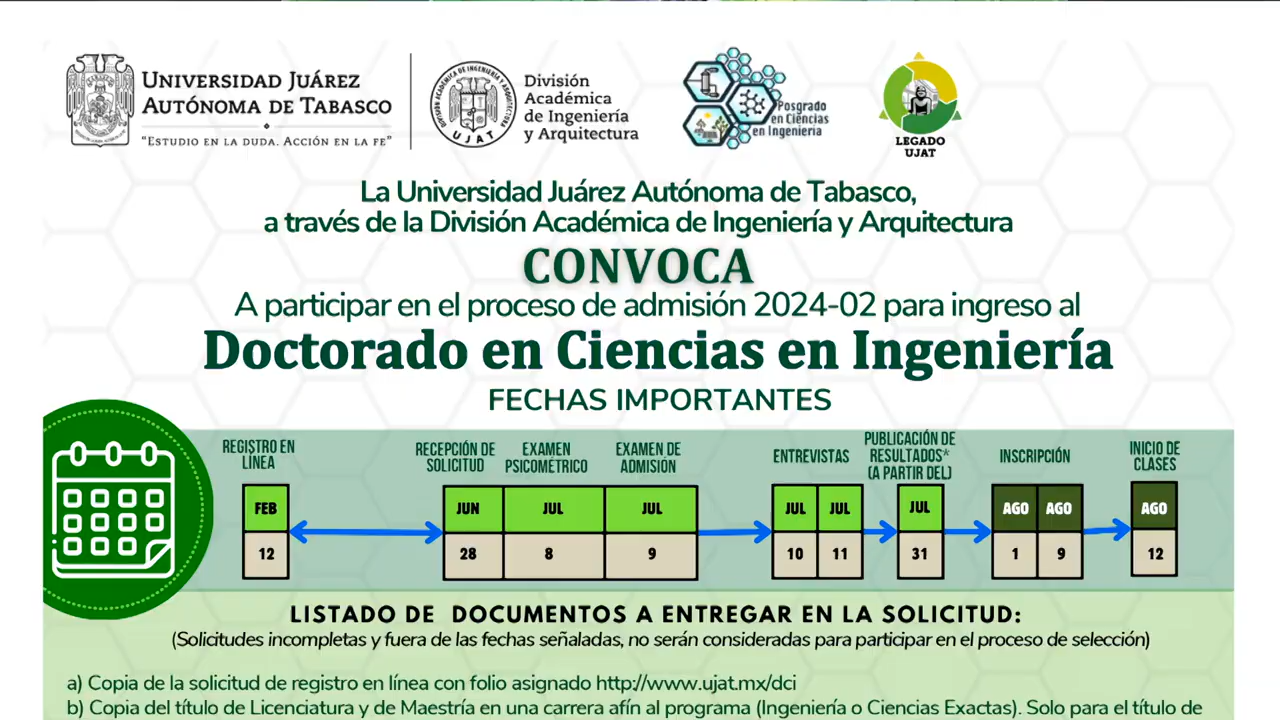 UNIVERSIDAD JUÁREZ
AUTÓNOMA DE TABASCO
"ESTUDIO EN LA DUDA. ACCIÓN EN LA FE"
DIVISIÓN ACADÉMICA DE INGENIERÍA Y ARQUITECTURA
UJAT
División
Académica
de Ingeniería
y Arquitectura
Posgrado
en Ciencias
en Ingeniería
LEGADO
UJAT
La Universidad Juárez Autónoma de Tabasco,
a través de la División Académica de Ingeniería y Arquitectura
CONVOCA
A participar en el proceso de admisión 2024-02 para ingreso al
Doctorado en Ciencias en Ingeniería
FECHAS IMPORTANTES
REGISTRO EN
LÍNEA
FEB
12
RECEPCIÓN DE
SOLICITUD
JUN
28
EXAMEN
PSICOMÉTRICO
JUL
8
EXAMEN DE
ADMISIÓN
JUL
9
ENTREVISTAS
JUL JUL
10 11
PUBLICACIÓN DE
RESULTADOS*
(A PARTIR DEL)
JUL
31
INSCRIPCIÓN
AGO AGO
1 9
INICIO DE
CLASES
AGO
12
LISTADO DE DOCUMENTOS A ENTREGAR EN LA SOLICITUD:
(Solicitudes incompletas y fuera de las fechas señaladas, no serán consideradas para participar en el proceso de selección)
a) Copia de la solicitud de registro en línea con folio asignado http://www.ujat.mx/dci
b) Copia del título de Licenciatura y de Maestría en una carrera afín al programa (Ingeniería o Ciencias Exactas). Solo para el título de